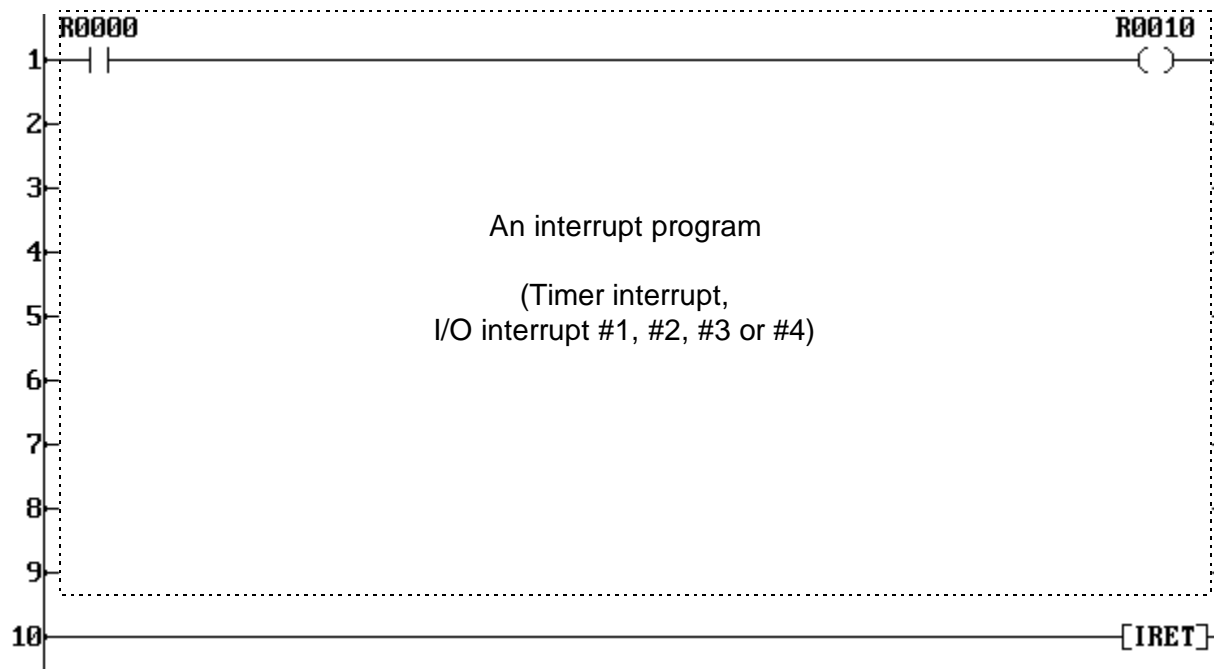 R0000 R0010
1
2
3
An interrupt program
4
(Timer interrupt,
5
I/O interrupt #1, #2, #3 or #4)
6
7
8
9
10 [IRET]